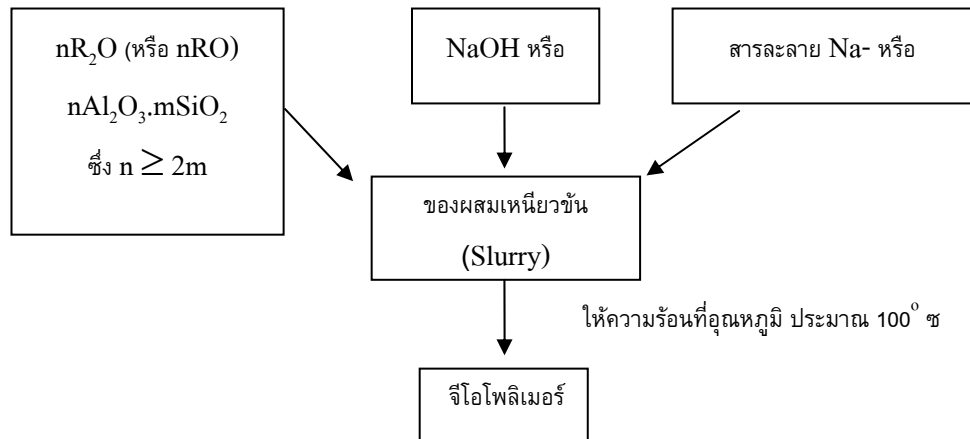 nR₂O (หรือ nRO)
nAl₂O₃.mSiO₂
ซึ่ง n ≥ 2m
NaOH หรือ
สารละลาย Na- หรือ
ของผสมเหนียวข้น
(Slurry)
ให้ความร้อนที่อุณหภูมิ ประมาณ 100° ซ
จีโอโพลิเมอร์